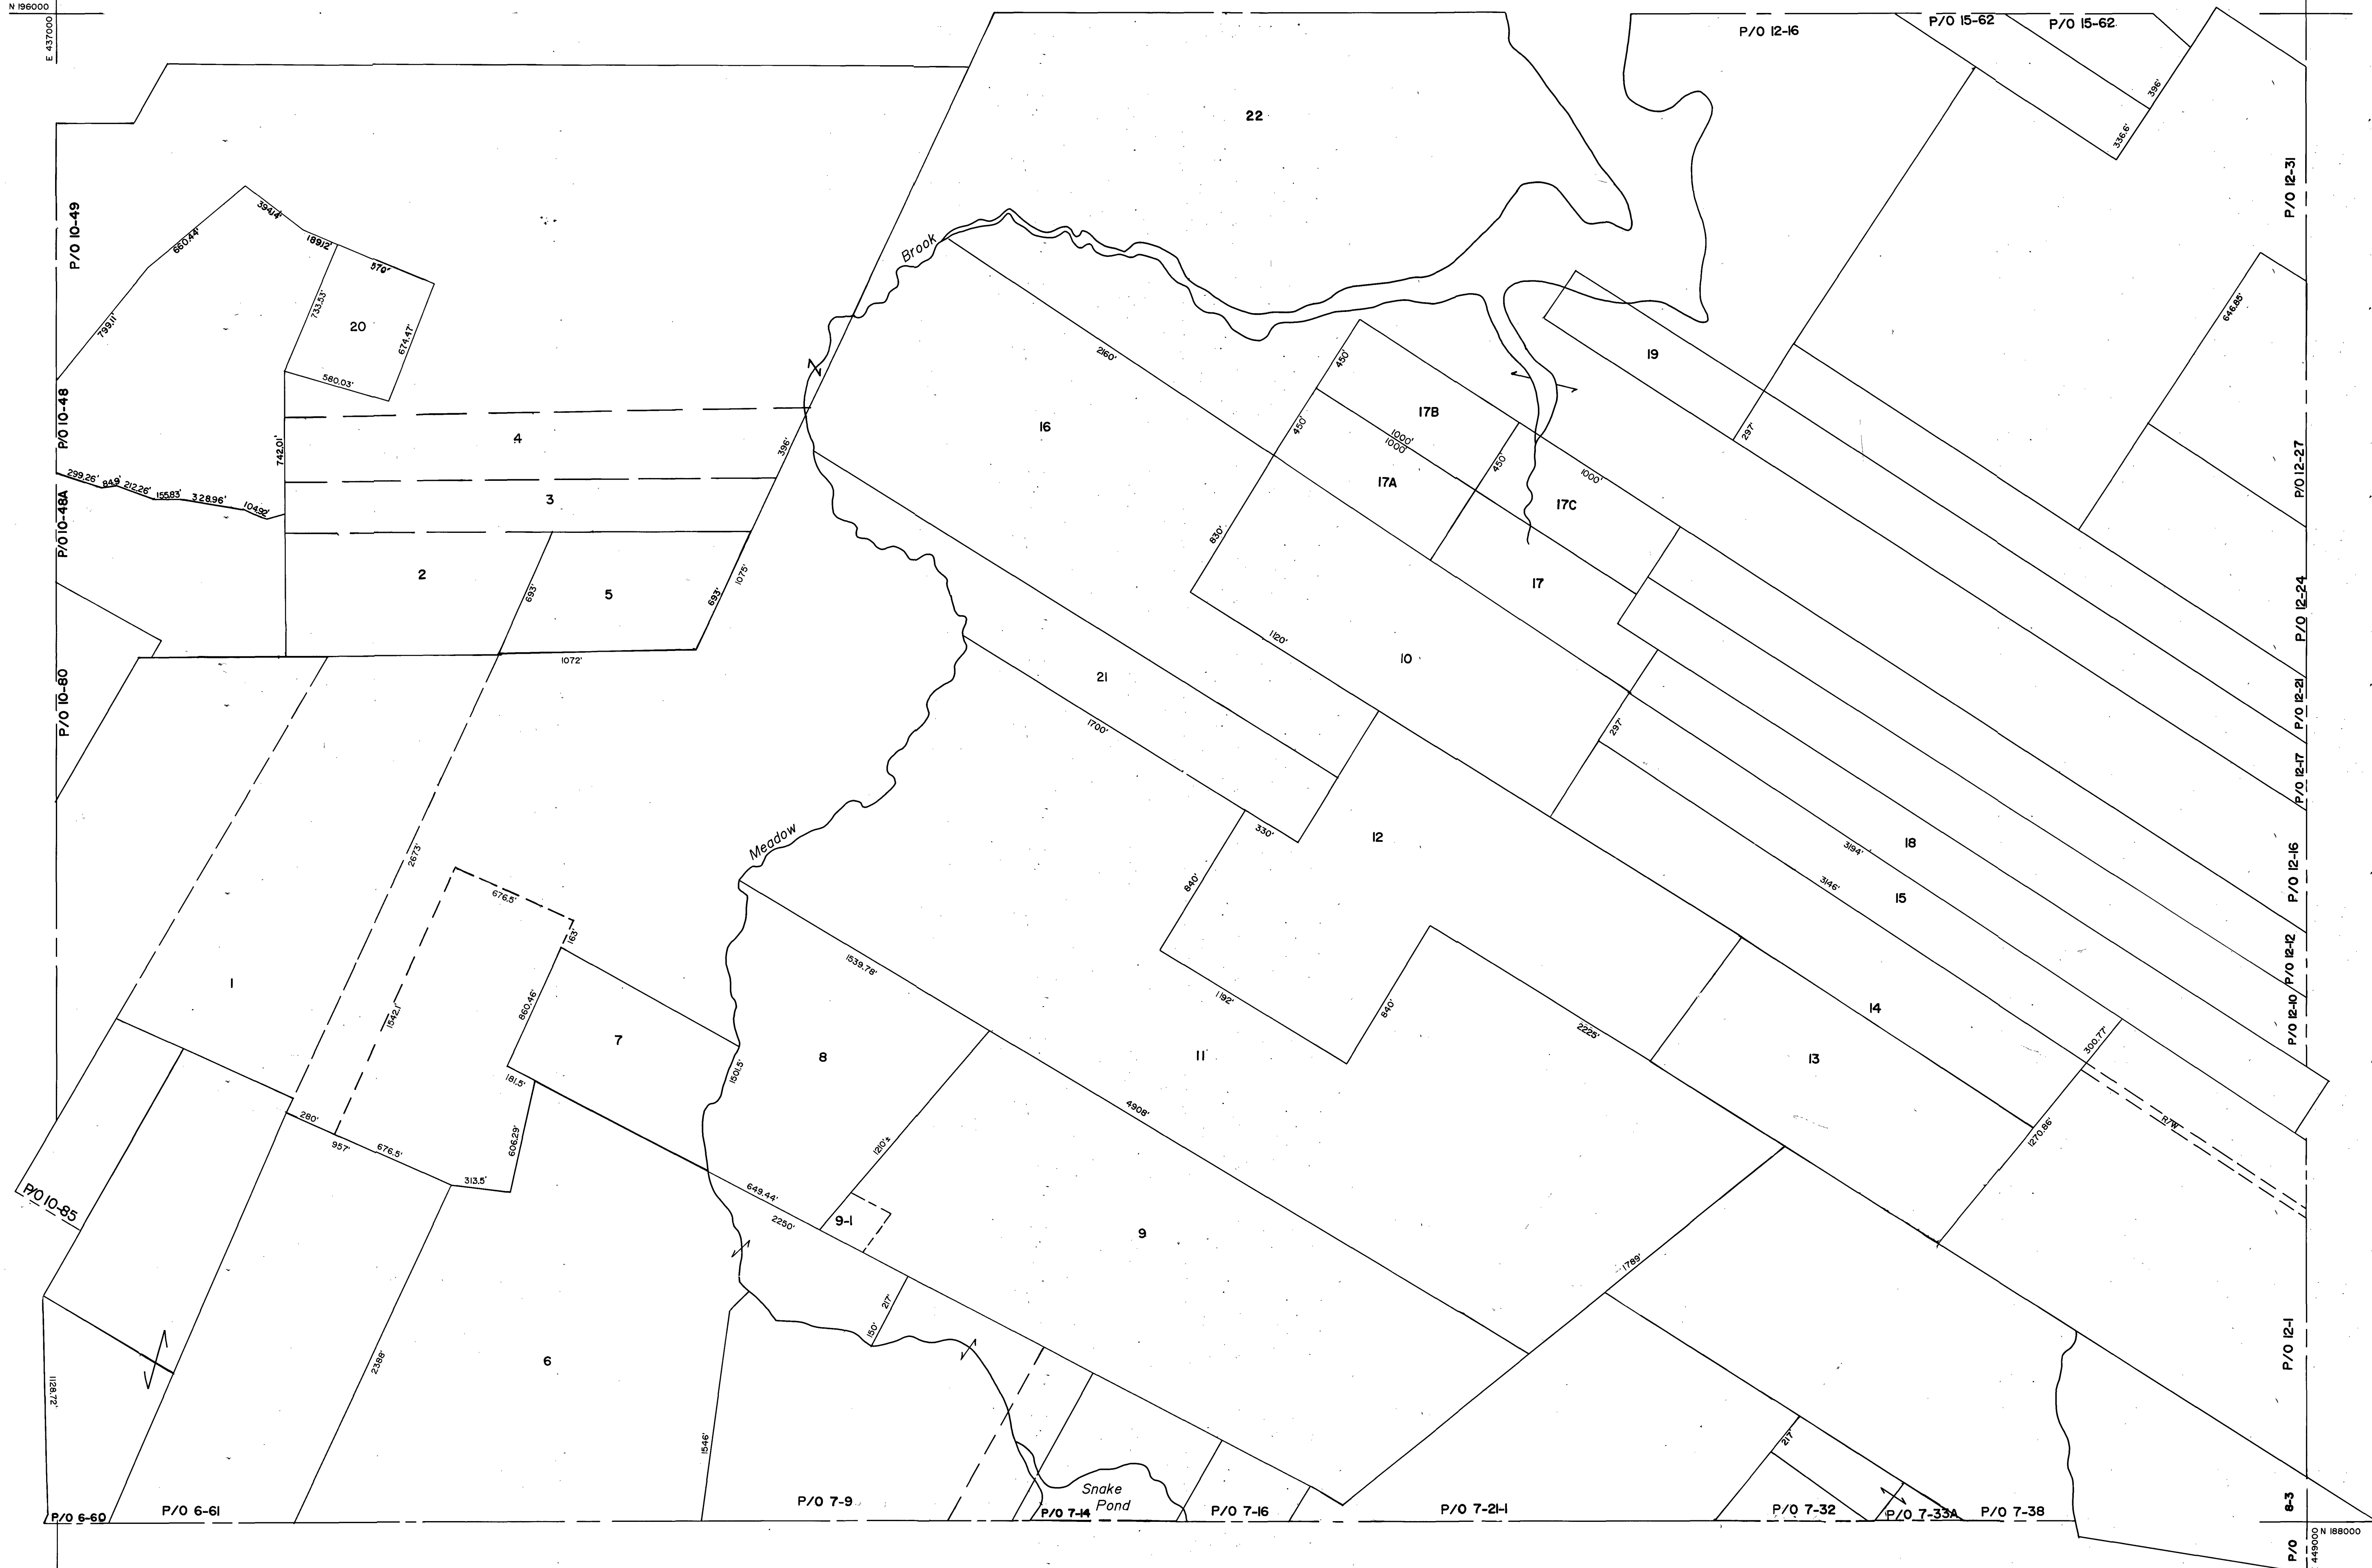 N 196000
E 437000
P/O 12-16
P/O 15-62
P/O 15-62
396'
336.6'
22
P/O 12-31
P/O 10-49
394.14'
660.44'
189.12'
570'
733.53'
20
674.47'
799.11'
580.03'
Brook
646.85'
2160'
450'
19
P/O 10-48
742.01'
4
396'
16
450'
17B
1000'
1000'
450'
297'
P/O 12-27
299.26'
84.9'
212.26'
155.83'
328.96'
104.92'
3
17A
1000'
17C
P/O 10-48A
2
693'
5
693'
1075'
830'
17
P/O 12-24
1072'
1120'
10
P/O 10-80
21
1700'
297'
P/O 12-21
P/O 12-17
Meadow
2673'
330'
12
3194'
18
P/O 12-16
676.5'
840'
3146'
15
163'
1539.78'
P/O 12-12
1
1542.1'
860.46'
1192'
840'
2225'
14
P/O 12-10
7
1501.5'
8
11
13
300.77'
181.5'
280'
957'
676.5'
606.29'
4908'
1210'±
R/W
1270.86'
313.5'
P/O 10-85
649.44'
2250'
9-1
9
217'
150'
1789'
P/O 12-1
1128.72'
2388'
6
1546'
217'
Snake
Pond
P/O 6-60
P/O 6-61
P/O 7-9
P/O 7-14
P/O 7-16
P/O 7-21-1
P/O 7-32
P/O 7-33A
P/O 7-38
P/O 8-3
N 188000
449000